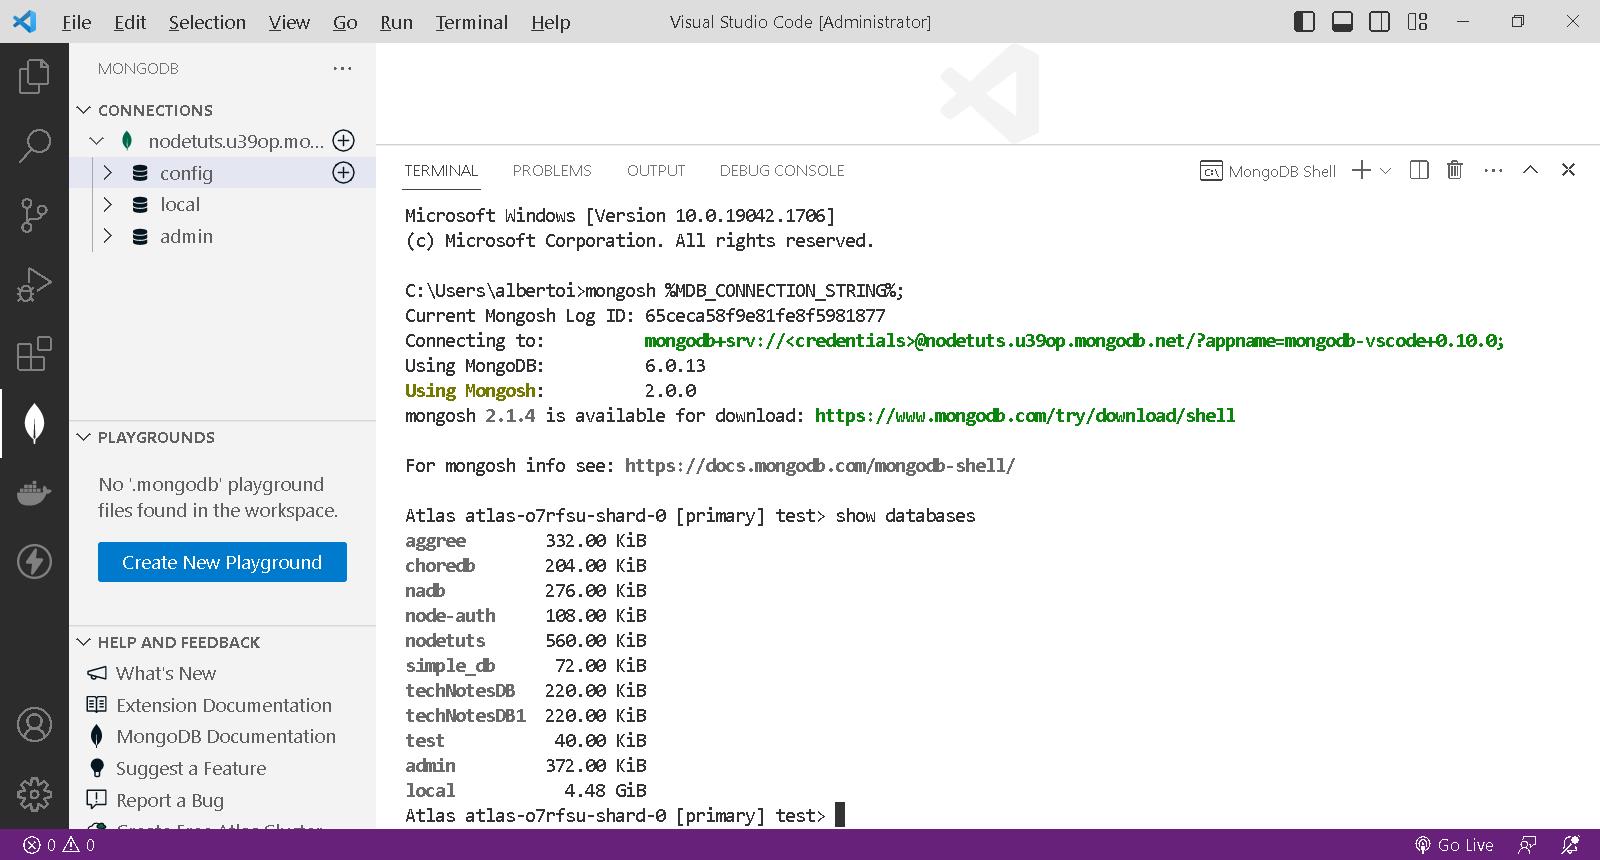 File Edit Selection View Go Run Terminal Help Visual Studio Code [Administrator]
MONGODB
CONNECTIONS
nodetuts.u39op.mo...
config
local
admin
PLAYGROUNDS
No '.mongodb' playground
files found in the workspace.
Create New Playground
HELP AND FEEDBACK
What's New
Extension Documentation
MongoDB Documentation
Suggest a Feature
Report a Bug
Create Free Atlas Cluster
TERMINAL PROBLEMS OUTPUT DEBUG CONSOLE MongoDB Shell
Microsoft Windows [Version 10.0.19042.1706]
(c) Microsoft Corporation. All rights reserved.
C:\Users\albertoi>mongosh %MDB_CONNECTION_STRING%;
Current Mongosh Log ID: 65ceca58f9e81fe8f5981877
Connecting to: mongodb+srv://<credentials>@nodetuts.u39op.mongodb.net/?appname=mongodb-vscode+0.10.0;
Using MongoDB: 6.0.13
Using Mongosh: 2.0.0
mongosh 2.1.4 is available for download: https://www.mongodb.com/try/download/shell
For mongosh info see: https://docs.mongodb.com/mongodb-shell/
Atlas atlas-o7rfsu-shard-0 [primary] test> show databases
aggree 332.00 KiB
choredb 204.00 KiB
nadb 276.00 KiB
node-auth 108.00 KiB
nodetuts 560.00 KiB
simple_db 72.00 KiB
techNotesDB 220.00 KiB
techNotesDB1 220.00 KiB
test 40.00 KiB
admin 372.00 KiB
local 4.48 GiB
Atlas atlas-o7rfsu-shard-0 [primary] test>
0 0 Go Live